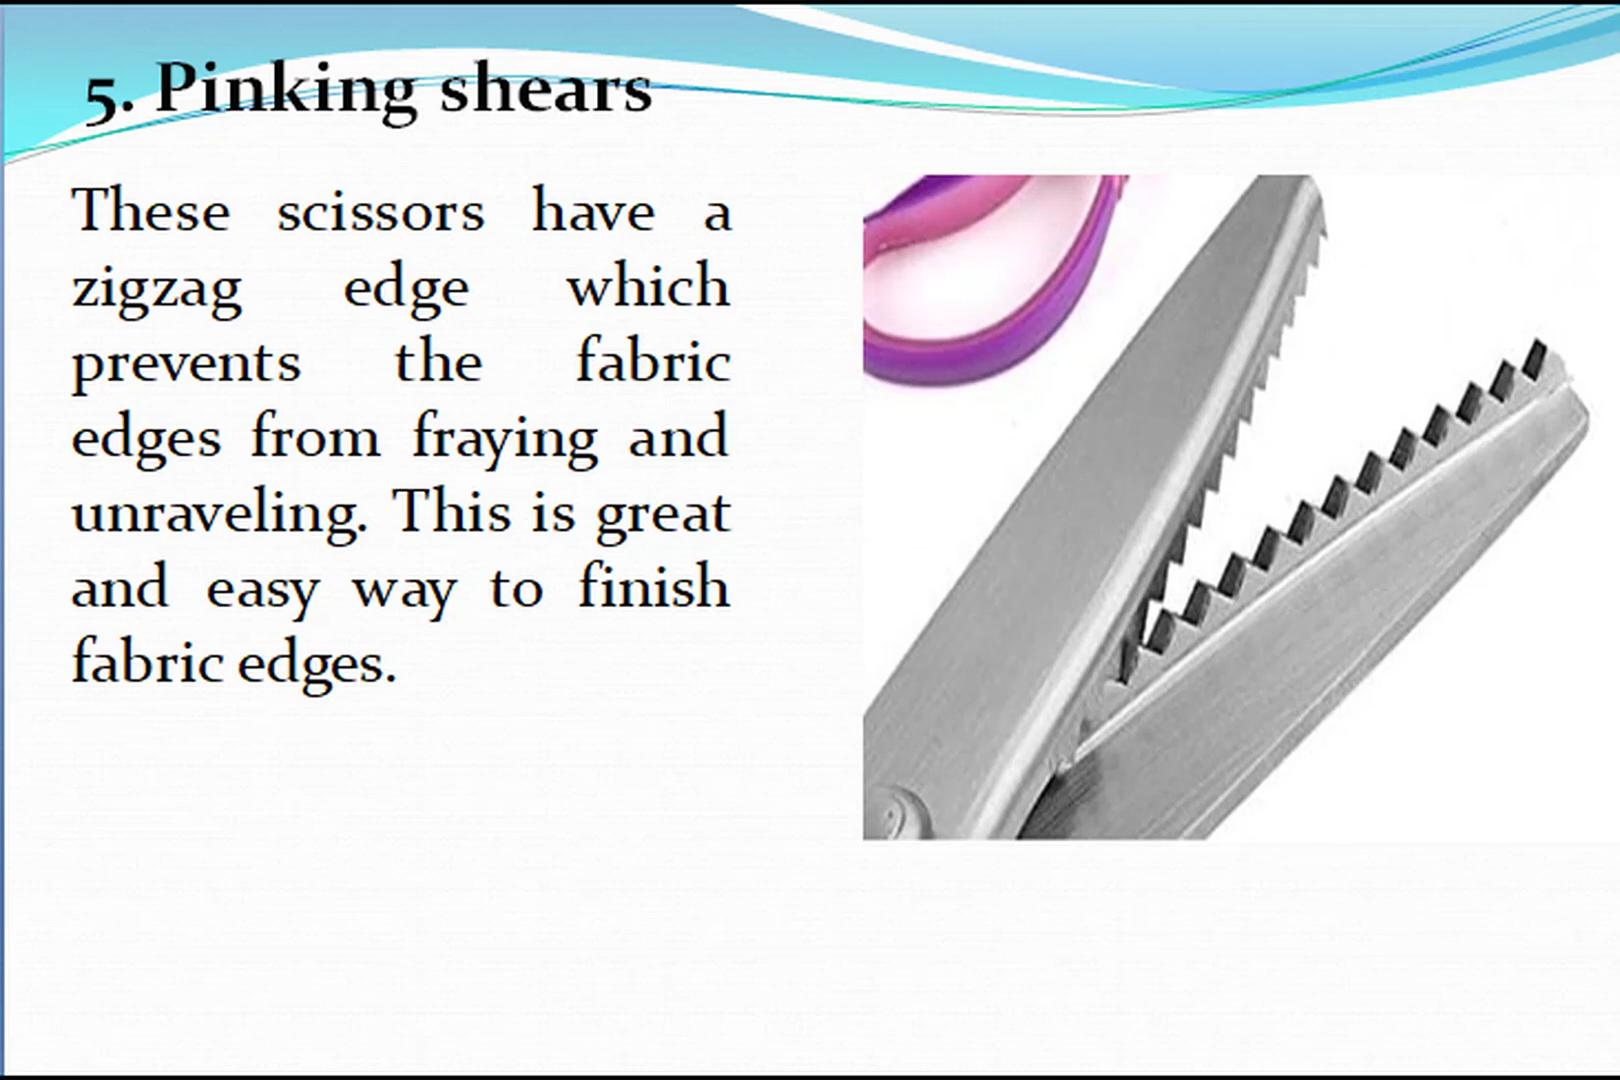 5. Pinking shears
These scissors have a
zigzag edge which
prevents the fabric
edges from fraying and
unraveling. This is great
and easy way to finish
fabric edges.